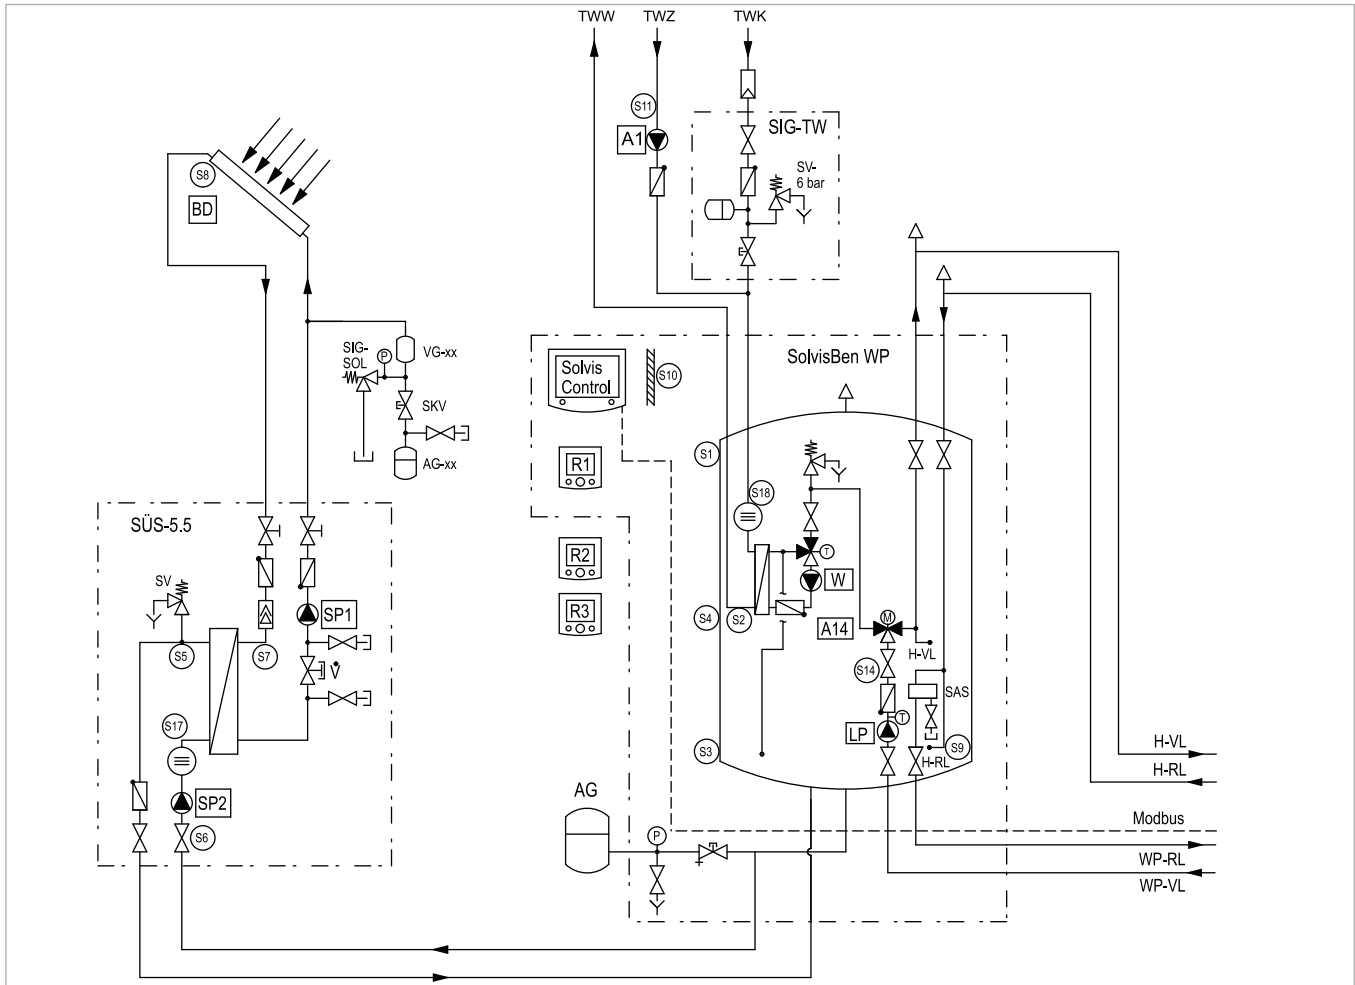 TWW
TWZ
TWK
S11
A1
SIG-TW
SV-
6 bar
S8
BD
SIG-
SOL
P
VG-xx
SKV
AG-xx
Solvis
Control
S10
SolvisBen WP
R1
R2
R3
S1
S18
T
W
S4
S2
A14
M
H-VL
S14
SAS
T
LP
S3
H-RL
S9
SÜS-5.5
SV
SP1
S5
S7
V̇
S17
SP2
S6
AG
P
H-VL
H-RL
Modbus
WP-RL
WP-VL